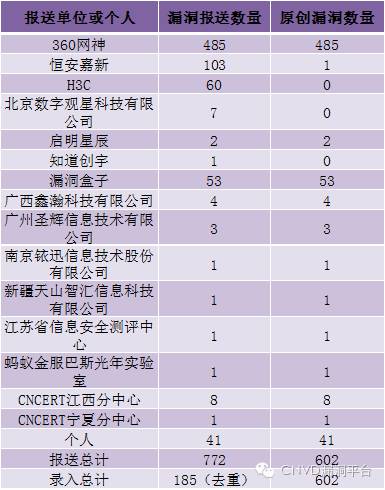 报送单位或个人 漏洞报送数量 原创漏洞数量
360网神 485 485
恒安嘉新 103 1
H3C 60 0
北京数字观星科技有限
公司 7 0
启明星辰 2 2
知道创宇 1 0
漏洞盒子 53 53
广西鑫瀚科技有限公司 4 4
广州圣辉信息技术有限
公司 3 3
南京铱迅信息技术股份
有限公司 1 1
新疆天山智汇信息科技
有限公司 1 1
江苏省信息安全测评中
心 1 1
蚂蚁金服巴斯光年实验
室 1 1
CNCERT江西分中心 8 8
CNCERT宁夏分中心 1 1
个人 41 41
报送总计 772 602
录入总计 185（去重） 602
CNVD漏洞平台